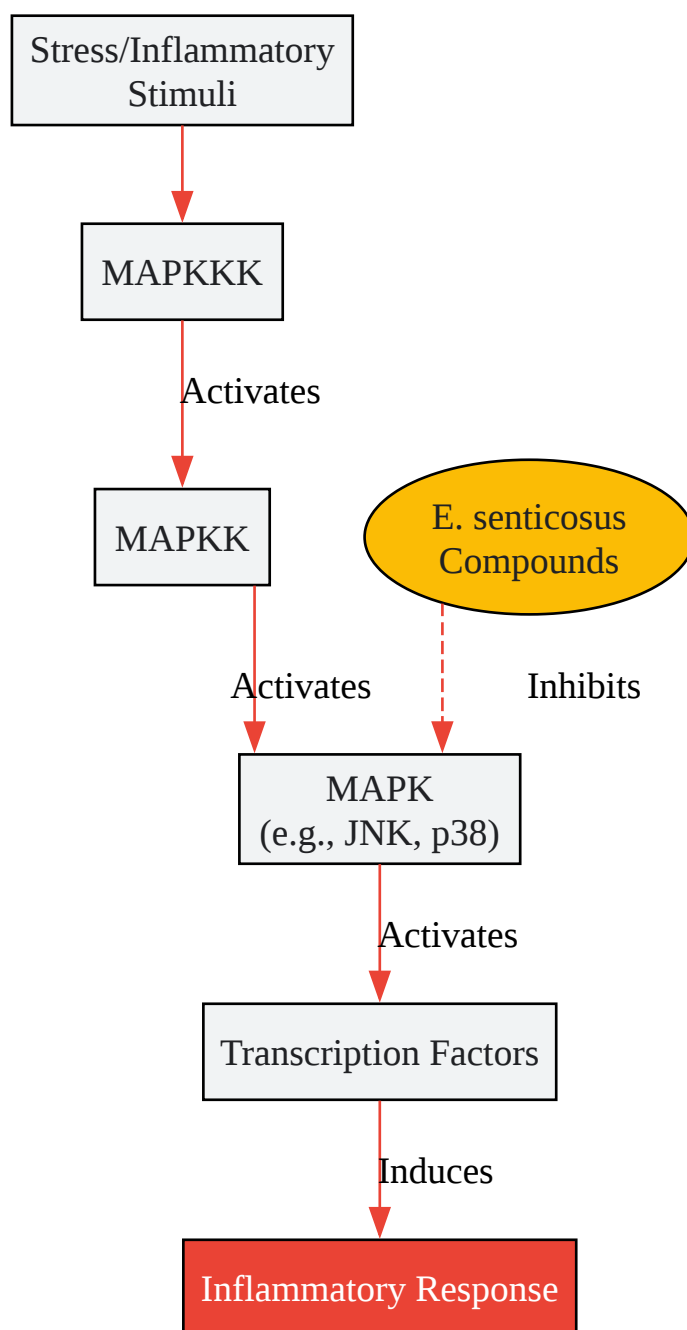 Stress/Inflammatory
Stimuli
MAPKKK
Activates
MAPKK
E. senticosus
Compounds
Activates
Inhibits
MAPK
(e.g., JNK, p38)
Activates
Transcription Factors
Induces
Inflammatory Response